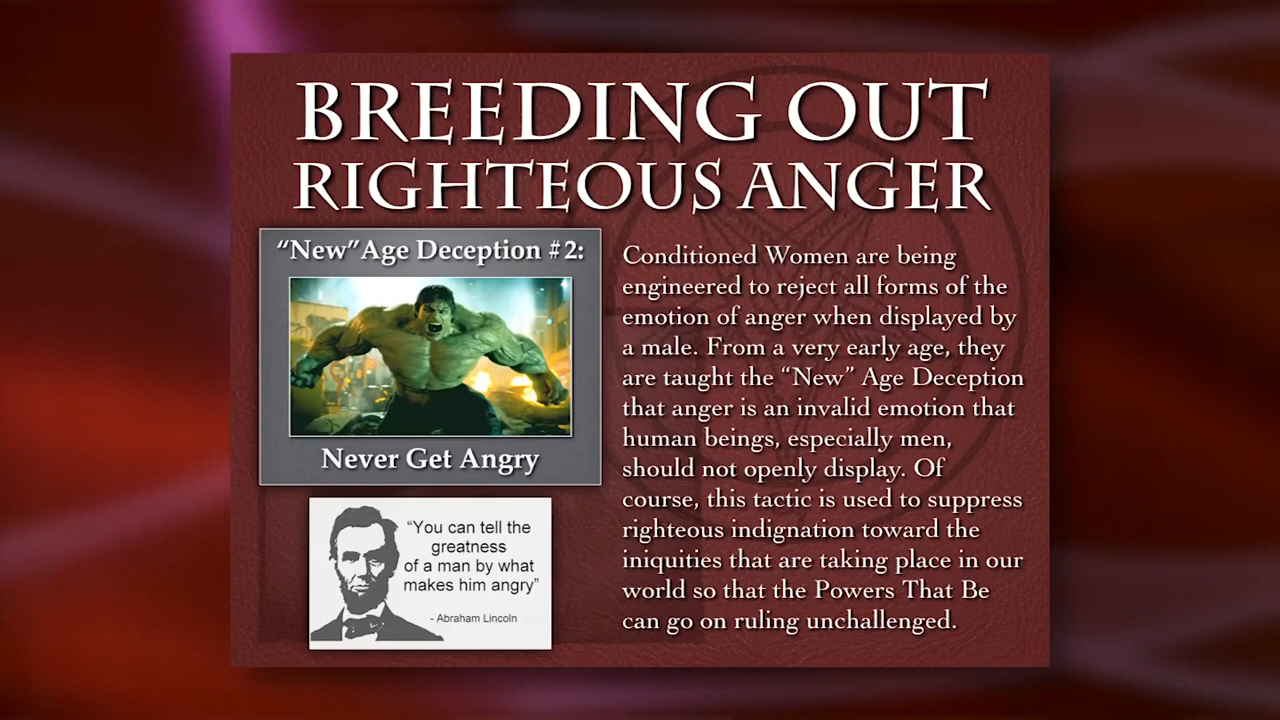 BREEDING OUT
RIGHTEOUS ANGER
“New”Age Deception #2:
Never Get Angry
“You can tell the
greatness
of a man by what
makes him angry”
- Abraham Lincoln
Conditioned Women are being
engineered to reject all forms of the
emotion of anger when displayed by
a male. From a very early age, they
are taught the “New” Age Deception
that anger is an invalid emotion that
human beings, especially men,
should not openly display. Of
course, this tactic is used to suppress
righteous indignation toward the
iniquities that are taking place in our
world so that the Powers That Be
can go on ruling unchallenged.